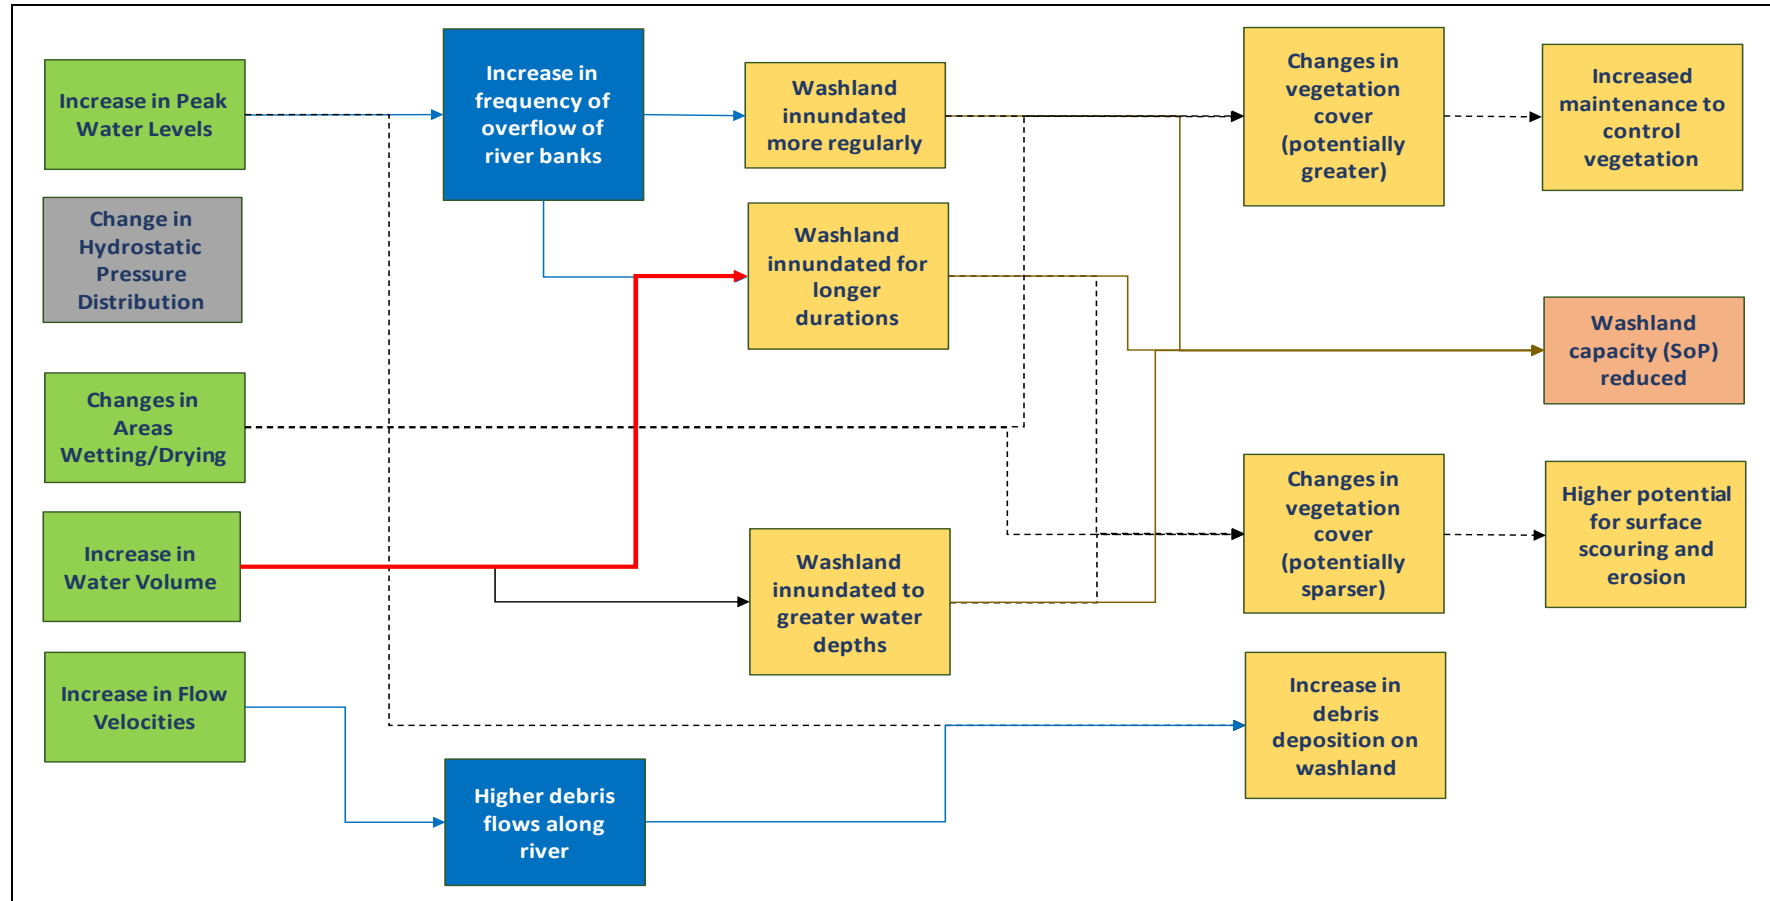 Increase in Peak
Water Levels
Change in
Hydrostatic
Pressure
Distribution
Changes in
Areas
Wetting/Drying
Increase in
Water Volume
Increase in Flow
Velocities
Increase in
frequency of
overflow of
river banks
Higher debris
flows along
river
Washland
innundated
more regularly
Washland
innundated for
longer
durations
Washland
innundated to
greater water
depths
Changes in
vegetation
cover
(potentially
greater)
Changes in
vegetation
cover
(potentially
sparser)
Increase in
debris
deposition on
washland
Increased
maintenance to
control
vegetation
Washland
capacity (SoP)
reduced
Higher potential
for surface
scouring and
erosion